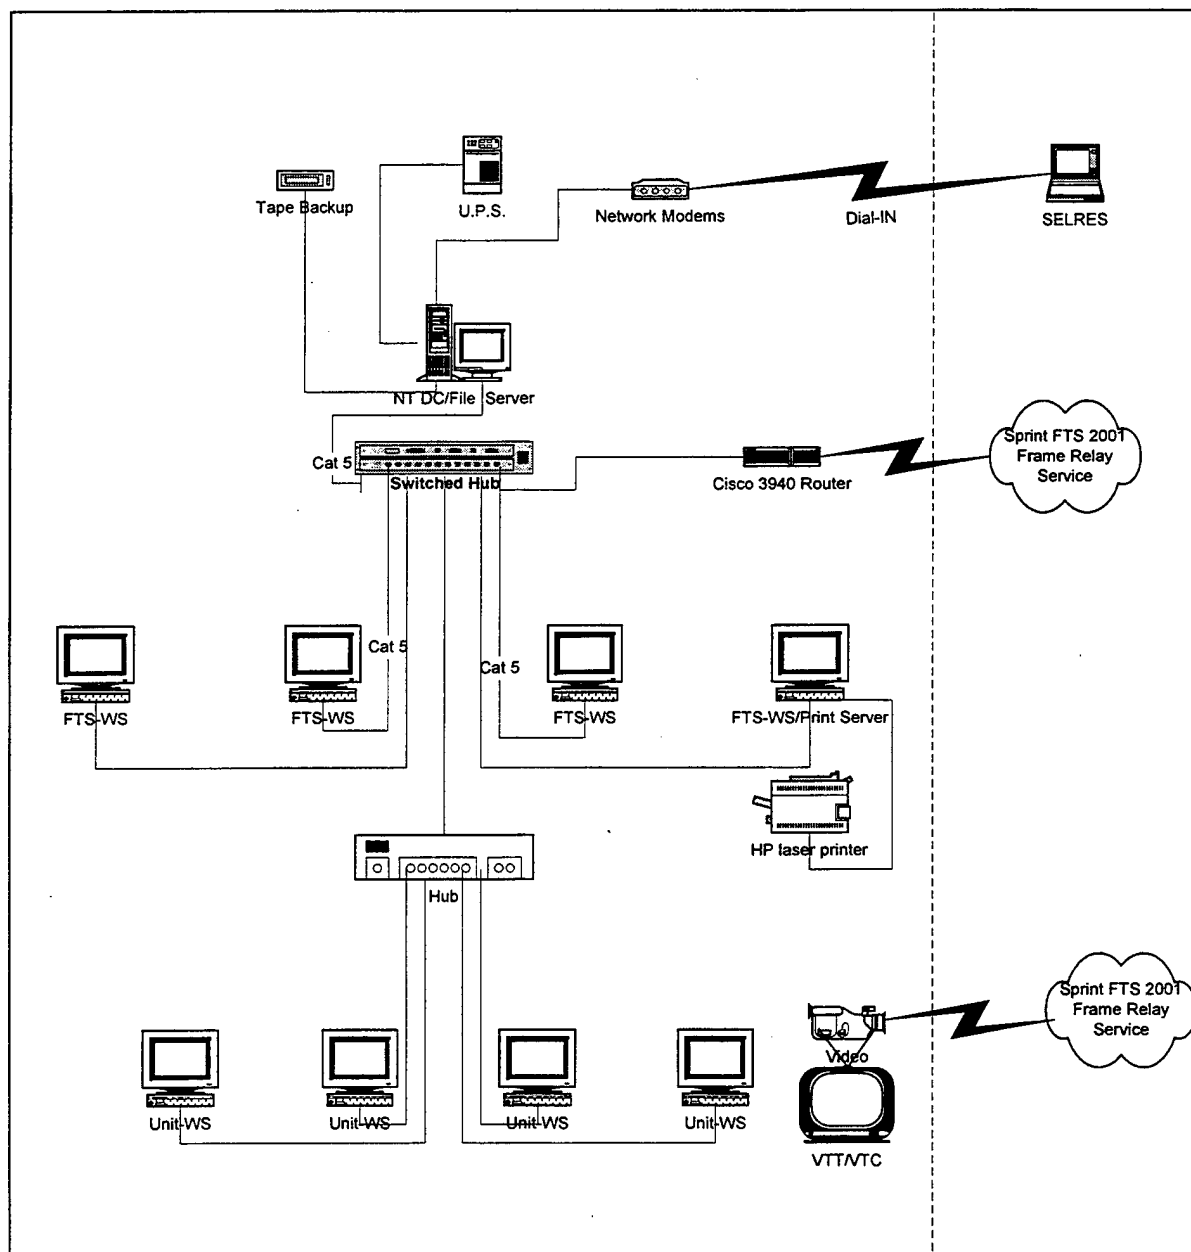 Tape Backup
U.P.S.
Network Modems
Dial-IN
SELRES
NT DC/File Server
Cat 5
Switched Hub
Cisco 3940 Router
Sprint FTS 2001
Frame Relay
Service
Cat 5
Cat 5
FTS-WS
FTS-WS
FTS-WS
FTS-WS/Print Server
HP laser printer
Hub
Sprint FTS 2001
Frame Relay
Service
Video
Unit-WS
Unit-WS
Unit-WS
Unit-WS
VTT/VTC